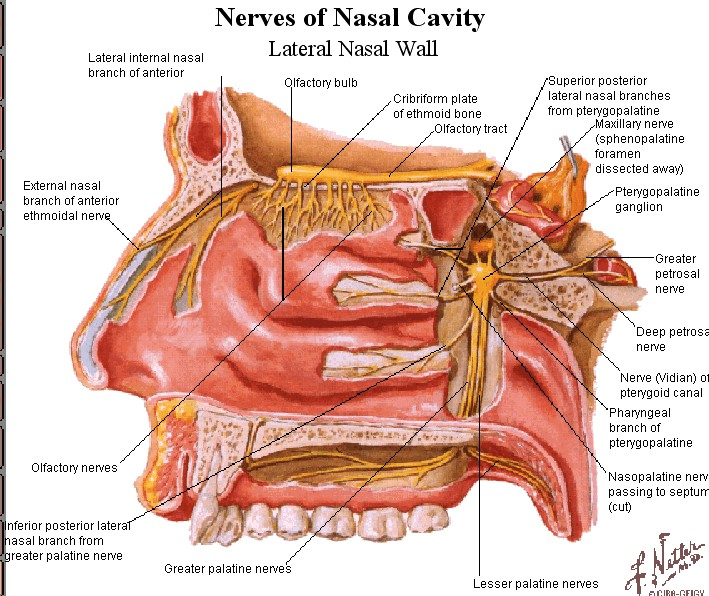 Nerves of Nasal Cavity
Lateral Nasal Wall
Lateral internal nasal
branch of anterior
Olfactory bulb
Cribriform plate
of ethmoid bone
Olfactory tract
Superior posterior
lateral nasal branches
from pterygopalatine
Maxillary nerve
(sphenopalatine
foramen
dissected away)
External nasal
branch of anterior
ethmoidal nerve
Pterygopalatine
ganglion
Greater
petrosal
nerve
Deep petrosa
nerve
Nerve (Vidian) of
pterygoid canal
Pharyngeal
branch of
pterygopalatine
Olfactory nerves
Nasopalatine nerv
passing to septum
(cut)
Inferior posterior lateral
nasal branch from
greater palatine nerve
Greater palatine nerves
Lesser palatine nerves
F. Netter
M.D.
© CIBA-GEIGY